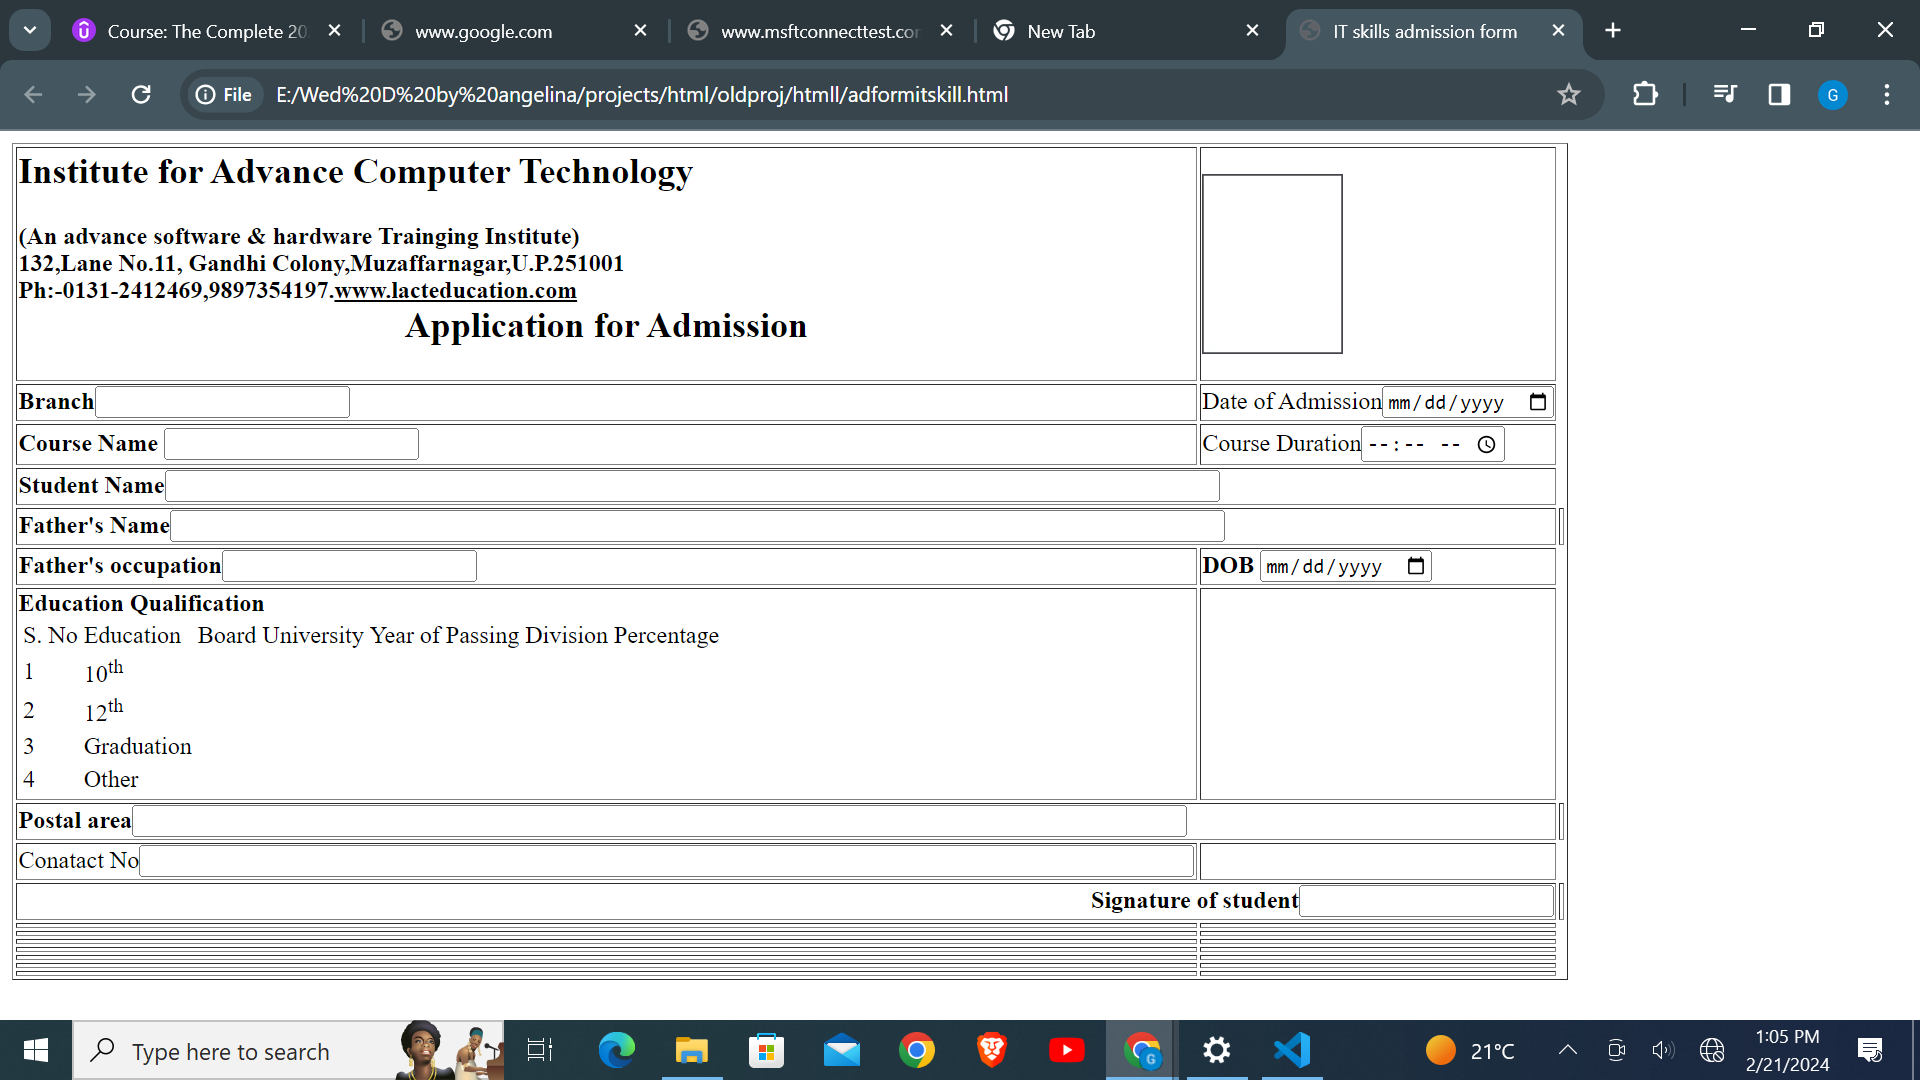 Course: The Complete 20
www.google.com
www.msftconnecttest.cor
New Tab
IT skills admission form
File
E:/Wed%20D%20by%20angelina/projects/html/oldproj/htmll/adformitskill.html
G
Institute for Advance Computer Technology
(An advance software & hardware Trainging Institute)
132,Lane No.11, Gandhi Colony,Muzaffarnagar,U.P.251001
Ph:-0131-2412469,9897354197.www.lacteducation.com
Application for Admission
Branch
Date of Admission mm/dd/yyyy
Course Name
Course Duration --:-- --
Student Name
Father's Name
Father's occupation
DOB mm/dd/yyyy
Education Qualification
S. No Education Board University Year of Passing Division Percentage
1 10th
2 12th
3 Graduation
4 Other
Postal area
Conatact No
Signature of student
Type here to search
G
21°C
1:05 PM
2/21/2024